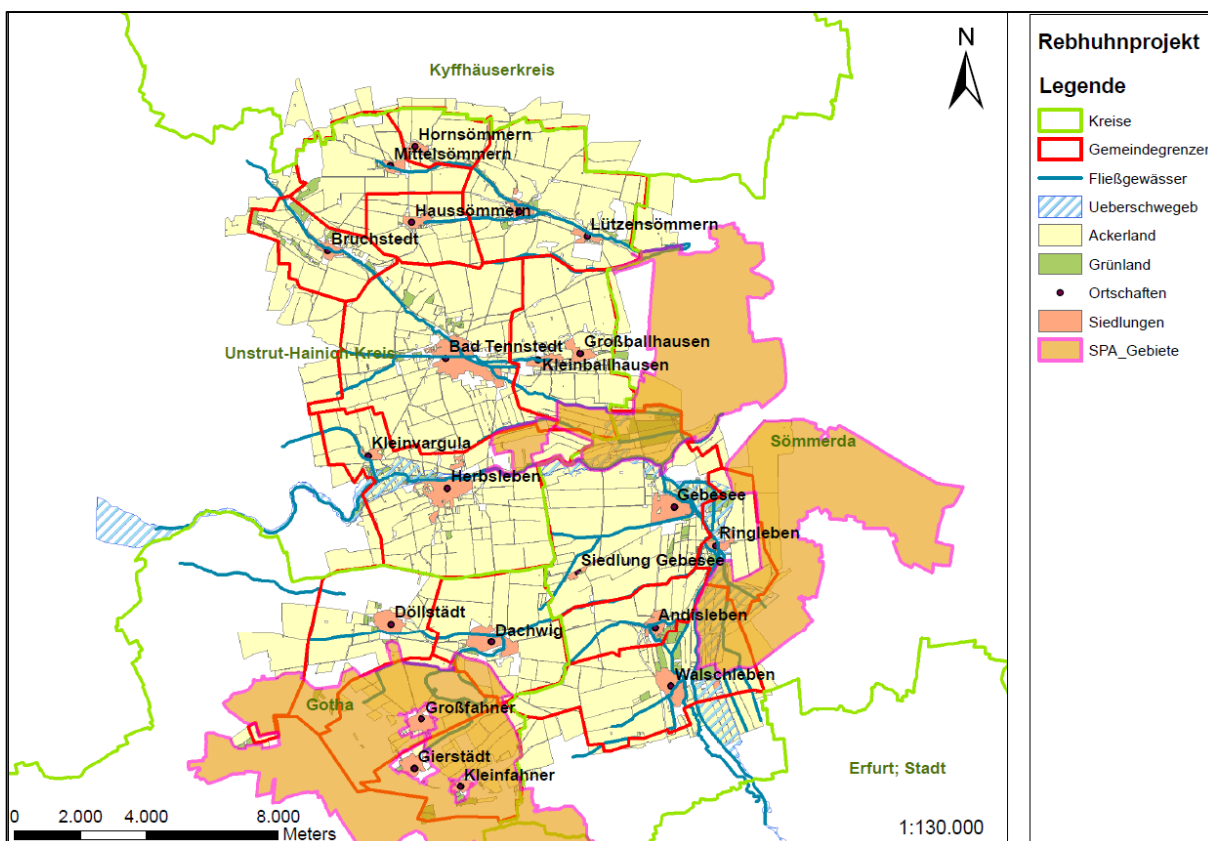 Kyffhäuserkreis
N
Hornsömmern
Mittelsömmern
Haussömmern
Lützensömmern
Bruchstedt
Unstrut-Hainich-Kreis
Bad Tennstedt
Großballhausen
Kleinballhausen
Kleinvargula
Sömmerda
Herbsleben
Gebesee
Ringleben
Siedlung Gebesee
Döllstädt
Andisleben
Dachwig
Walschleben
Gotha
Großfahner
Gierstädt
Kleinfahner
Erfurt; Stadt
0 2.000 4.000 8.000
Meters
1:130.000
Rebhuhnprojekt
Legende
Kreise
Gemeindegrenzen
Fließgewässer
Ueberschwegeb
Ackerland
Grünland
Ortschaften
Siedlungen
SPA_Gebiete